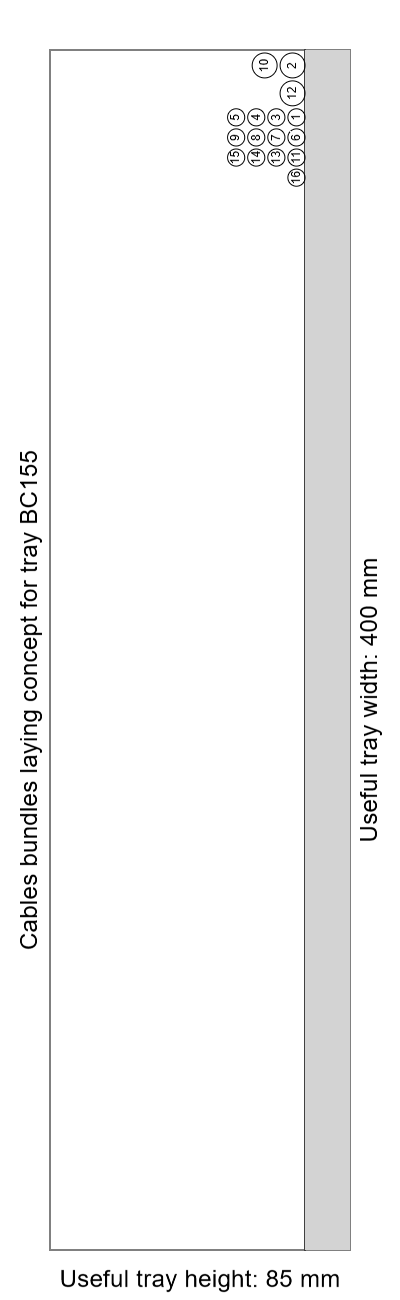 Cables bundles laying concept for tray BC155
10 2
12
5 4 3 1
9 8 7 6
15 14 13 11
16
Useful tray width: 400 mm
Useful tray height: 85 mm